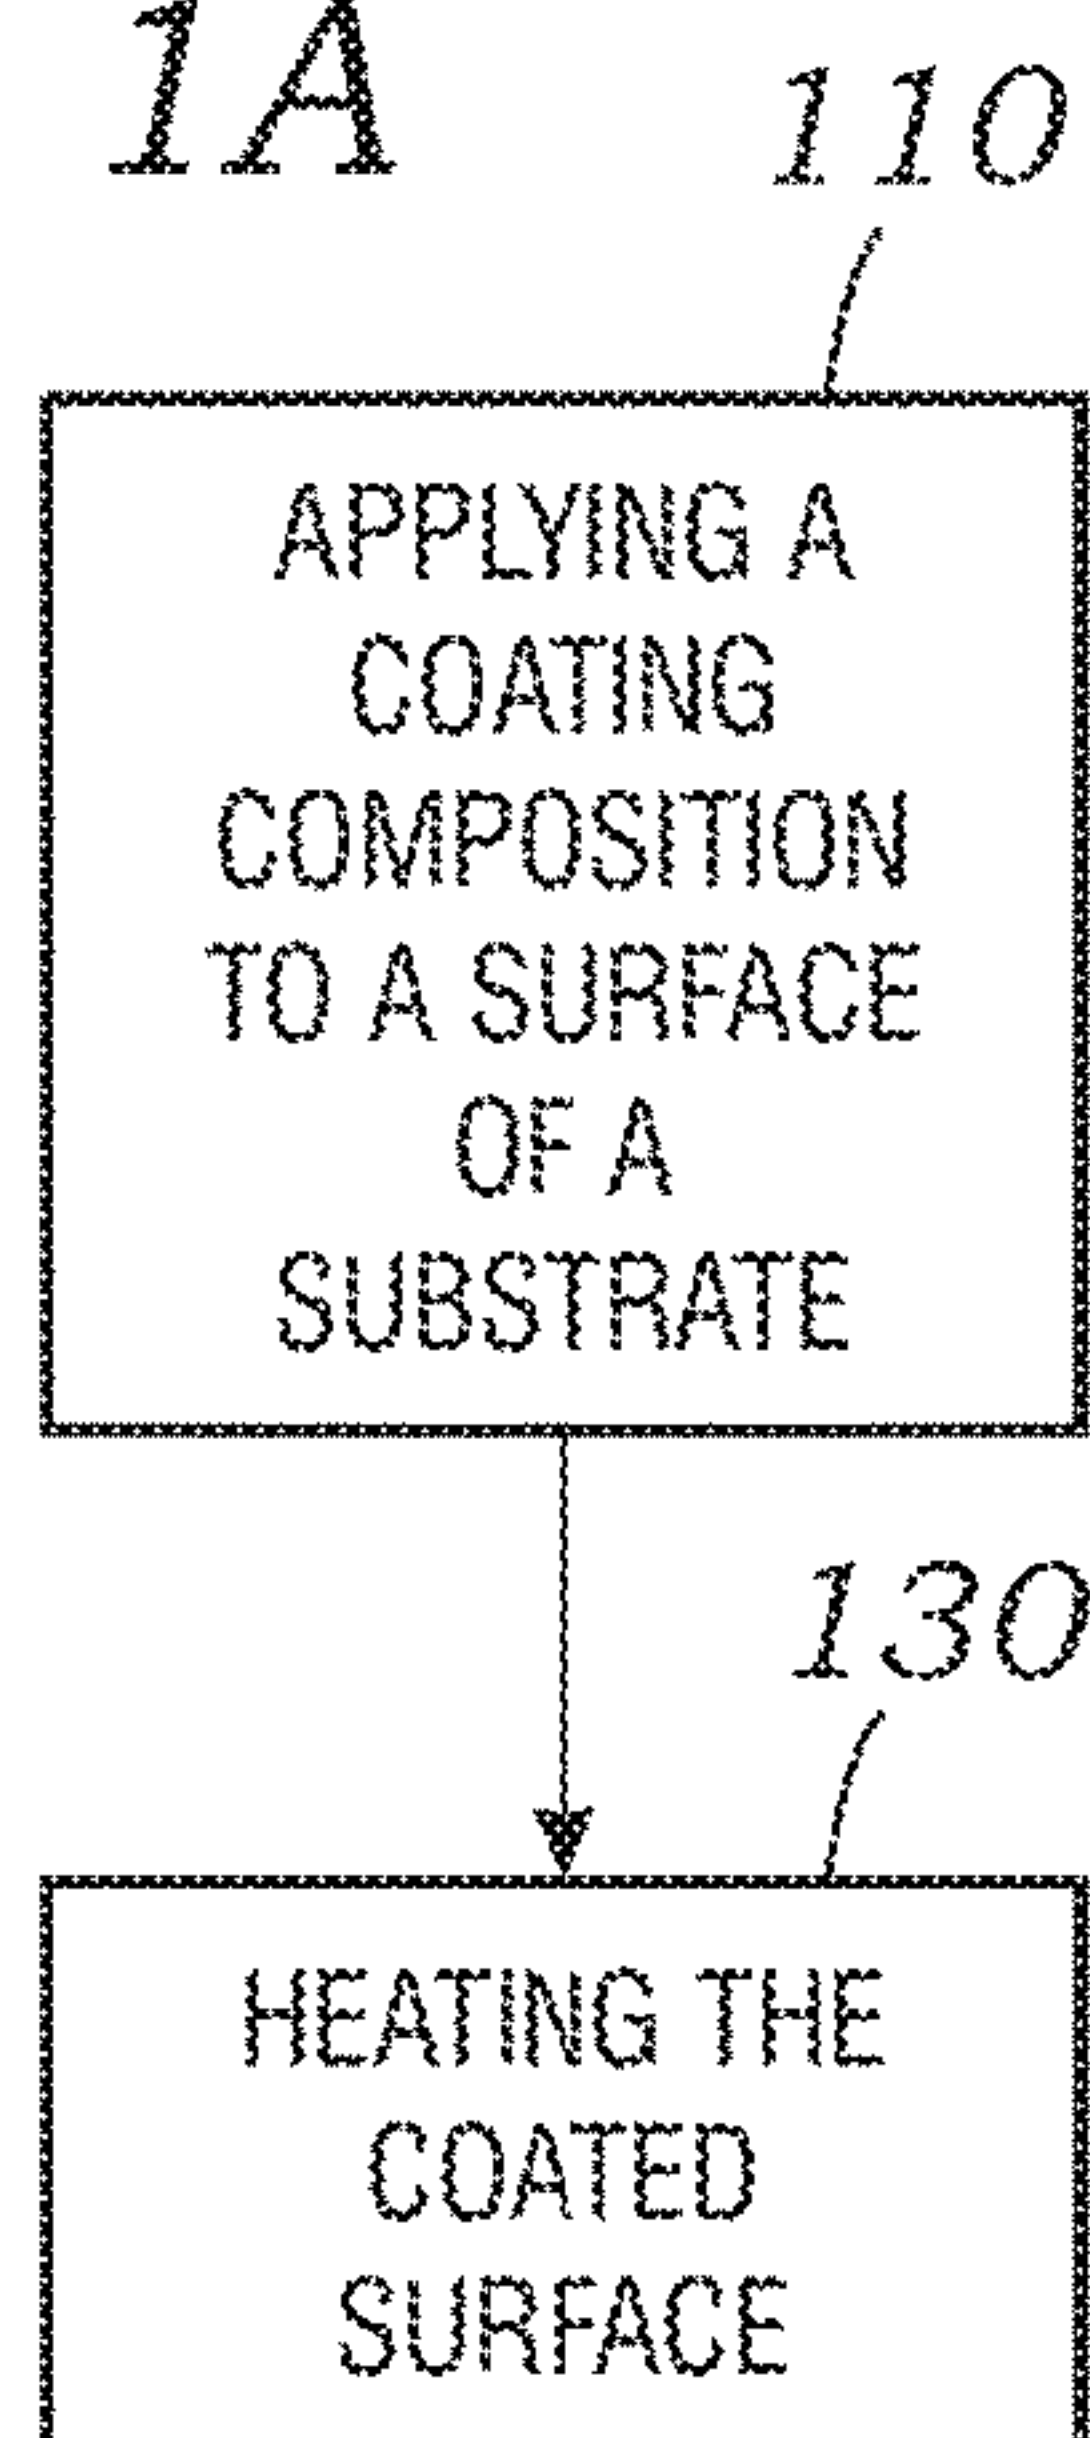 1A
110
APPLYING A
COATING
COMPOSITION
TO A SURFACE
OF A
SUBSTRATE
130
HEATING THE
COATED
SURFACE